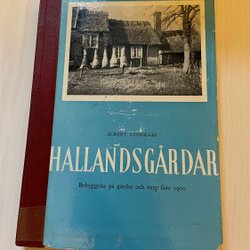 ALBERT SANDKLEF
HALLANDSGÅRDAR
Bebyggelse på gårdar och torp före 1900